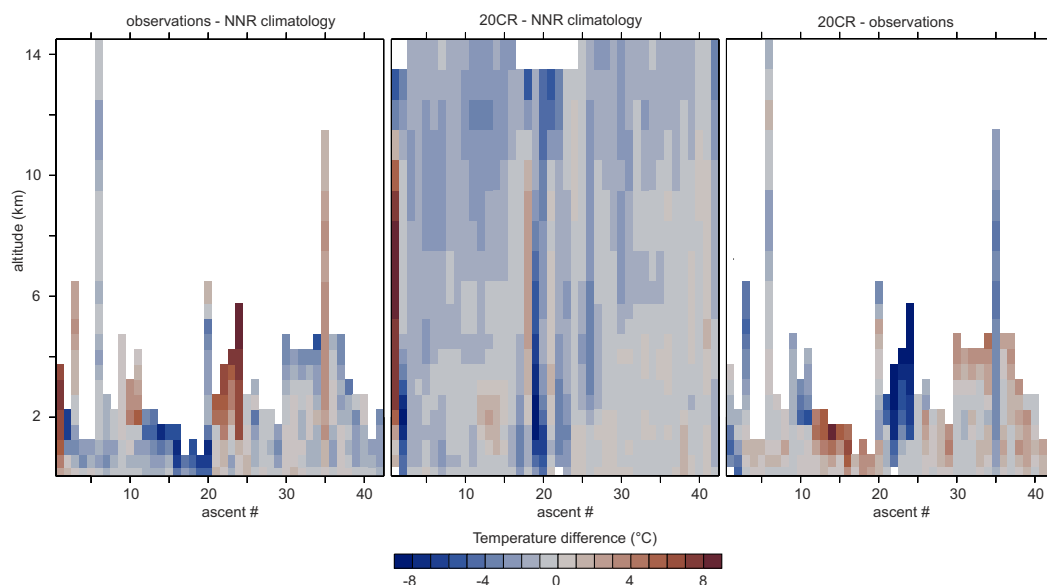 observations - NNR climatology
20CR - NNR climatology
20CR - observations
14
10
6
2
altitude (km)
10 20 30 40
10 20 30 40
10 20 30 40
ascent #
ascent #
ascent #
Temperature difference (°C)
-8 -4 0 4 8